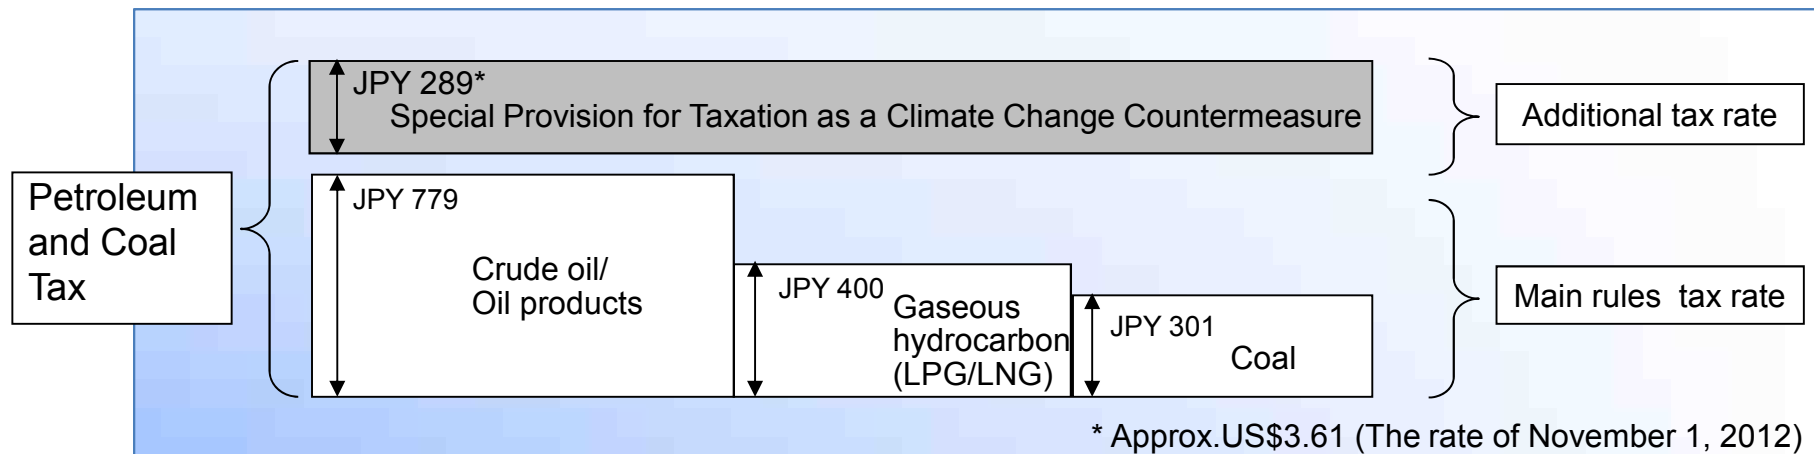 JPY 289*
Special Provision for Taxation as a Climate Change Countermeasure
Additional tax rate
Petroleum
and Coal
Tax
JPY 779
Crude oil/
Oil products
JPY 400
Gaseous
hydrocarbon
(LPG/LNG)
JPY 301
Coal
Main rules tax rate
* Approx.US$3.61 (The rate of November 1, 2012)